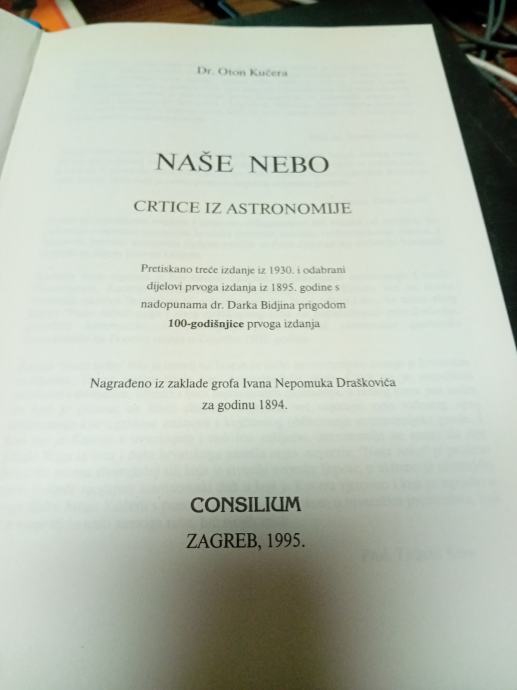 Dr. Oton Kučera
NAŠE NEBO
CRTICE IZ ASTRONOMIJE
Pretiskano treće izdanje iz 1930. i odabrani
dijelovi prvoga izdanja iz 1895. godine s
nadopunama dr. Darka Bidjina prigodom
100-godišnjice prvoga izdanja
Nagrađeno iz zaklade grofa Ivana Nepomuka Draškovića
za godinu 1894.
CONSILIUM
ZAGREB, 1995.